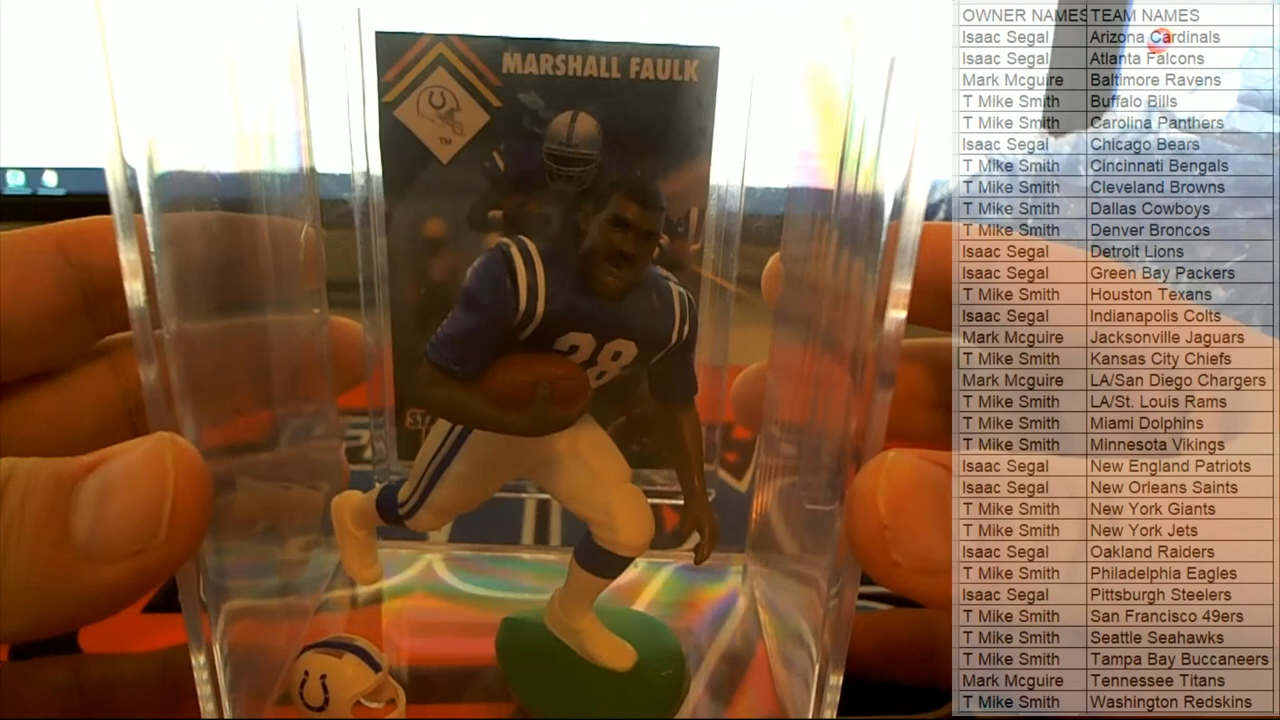 MARSHALL FAULK
TM
28
OWNER NAMES TEAM NAMES
Isaac Segal Arizona Cardinals
Isaac Segal Atlanta Falcons
Mark Mcguire Baltimore Ravens
T Mike Smith Buffalo Bills
T Mike Smith Carolina Panthers
Isaac Segal Chicago Bears
T Mike Smith Cincinnati Bengals
T Mike Smith Cleveland Browns
T Mike Smith Dallas Cowboys
T Mike Smith Denver Broncos
Isaac Segal Detroit Lions
Isaac Segal Green Bay Packers
T Mike Smith Houston Texans
Isaac Segal Indianapolis Colts
Mark Mcguire Jacksonville Jaguars
T Mike Smith Kansas City Chiefs
Mark Mcguire LA/San Diego Chargers
T Mike Smith LA/St. Louis Rams
T Mike Smith Miami Dolphins
T Mike Smith Minnesota Vikings
Isaac Segal New England Patriots
Isaac Segal New Orleans Saints
T Mike Smith New York Giants
T Mike Smith New York Jets
Isaac Segal Oakland Raiders
T Mike Smith Philadelphia Eagles
Isaac Segal Pittsburgh Steelers
T Mike Smith San Francisco 49ers
T Mike Smith Seattle Seahawks
T Mike Smith Tampa Bay Buccaneers
Mark Mcguire Tennessee Titans
T Mike Smith Washington Redskins